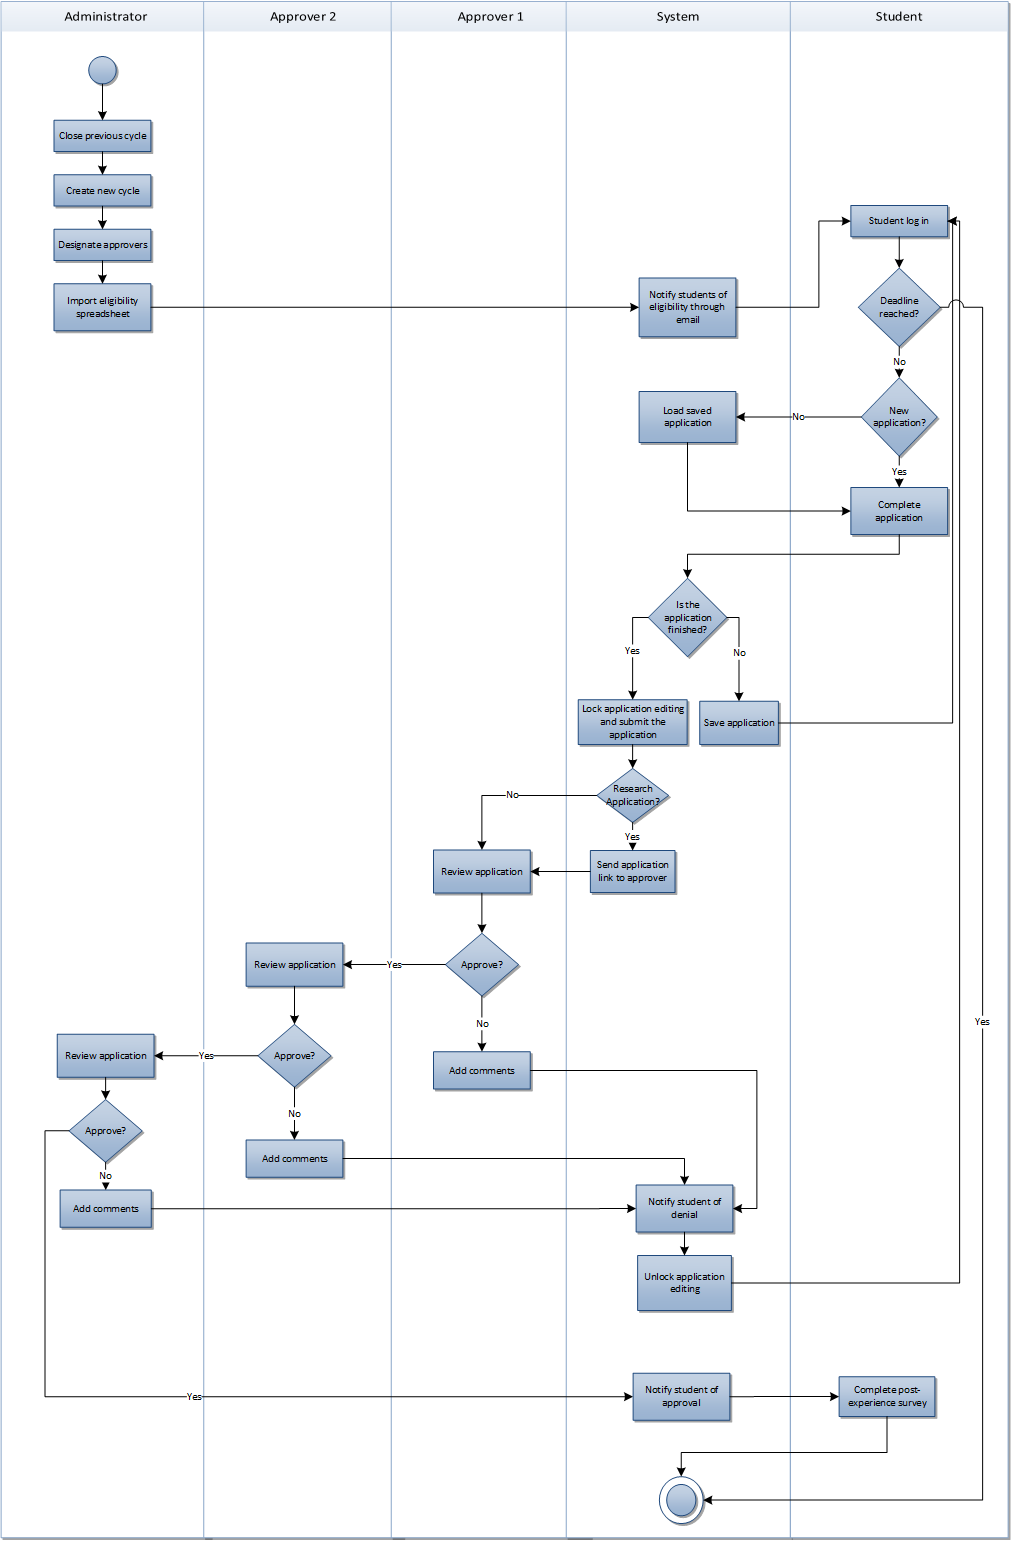 Administrator
Approver 2
Approver 1
System
Student
Close previous cycle
Create new cycle
Designate approvers
Import eligibility
spreadsheet
Notify students of
eligibility through
email
Student log in
Deadline
reached?
No
New
application?
No
Load saved
application
Yes
Complete
application
Is the
application
finished?
Yes
No
Lock application editing
and submit the
application
Save application
Research
Application?
No
Yes
Send application
link to approver
Review application
Approve?
Yes
Review application
No
Add comments
Approve?
Yes
Review application
No
Add comments
Approve?
No
Add comments
Notify student of
denial
Unlock application
editing
Yes
Yes
Notify student of
approval
Complete post-
experience survey